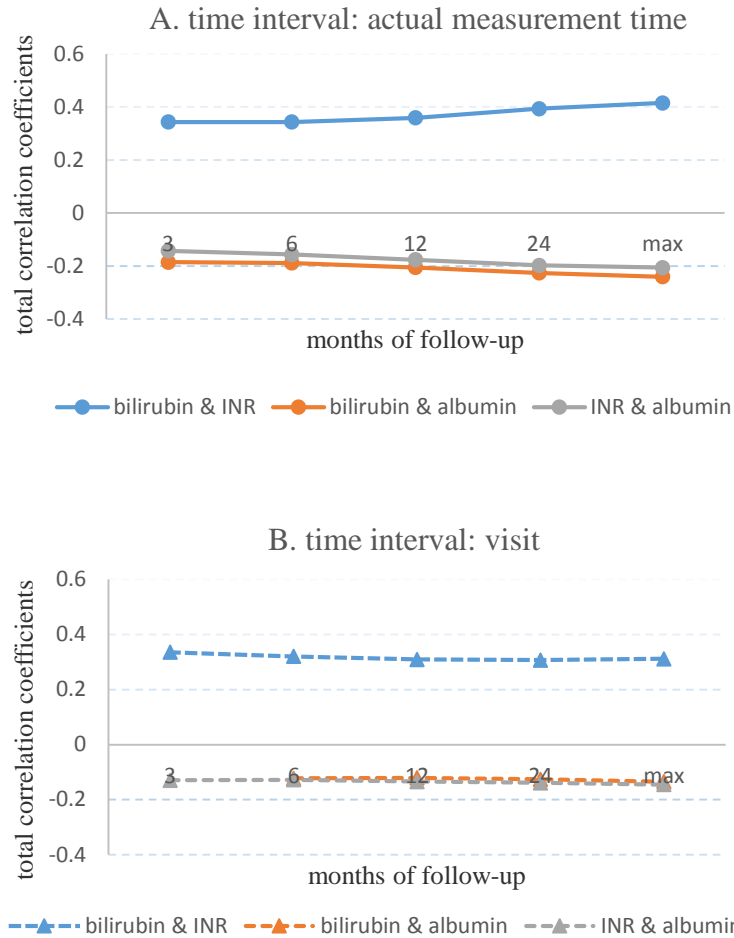 A. time interval: actual measurement time
total correlation coefficients
0.6
0.4
0.2
0
-0.2
-0.4
3 6 12 24 max
months of follow-up
bilirubin & INR bilirubin & albumin INR & albumin
B. time interval: visit
total correlation coefficients
0.6
0.4
0.2
0
-0.2
-0.4
3 6 12 24 max
months of follow-up
bilirubin & INR bilirubin & albumin INR & albumin